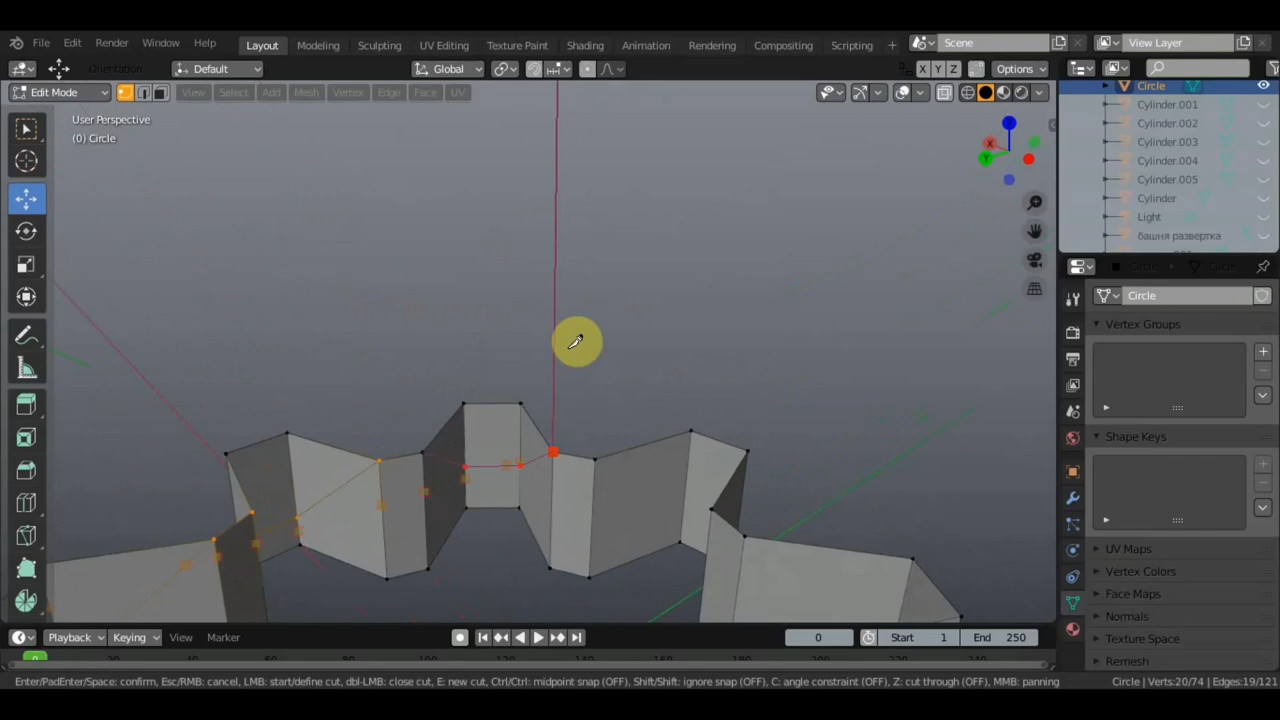 File Edit Render Window Help Layout Modeling Sculpting UV Editing Texture Paint Shading Animation Rendering Compositing Scripting + Scene View Layer
Orientation Default Global X Y Z Options
Edit Mode View Select Add Mesh Vertex Edge Face UV
Circle
User Perspective
(0) Circle
Cylinder.001
Cylinder.002
Cylinder.003
Cylinder.004
Cylinder.005
Cylinder
Light
башня развертка
Z
X
Y
Circle Circle
Circle
Vertex Groups
Shape Keys
UV Maps
Vertex Colors
Face Maps
Normals
Texture Space
Remesh
Playback Keying View Marker 0 Start 1 End 250
Enter/PadEnter/Space: confirm, Esc/RMB: cancel, LMB: start/define cut, dbl-LMB: close cut, E: new cut, Ctrl/Ctrl: midpoint snap (OFF), Shift/Shift: ignore snap (OFF), C: angle constraint (OFF), Z: cut through (OFF), MMB: panning Circle | Verts:20/74 | Edges:19/121